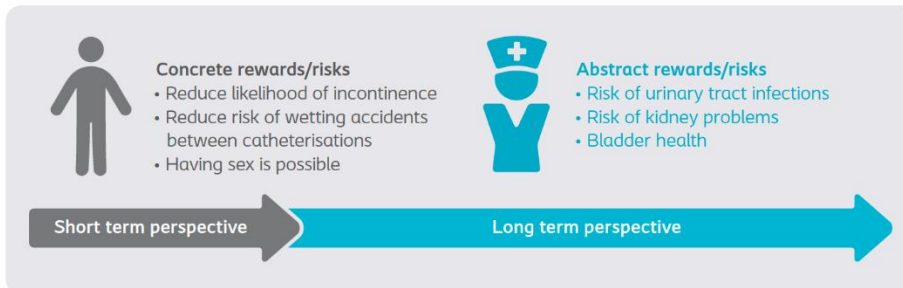 Concrete rewards/risks
• Reduce likelihood of incontinence
• Reduce risk of wetting accidents
between catheterisations
• Having sex is possible
Abstract rewards/risks
• Risk of urinary tract infections
• Risk of kidney problems
• Bladder health
Short term perspective
Long term perspective